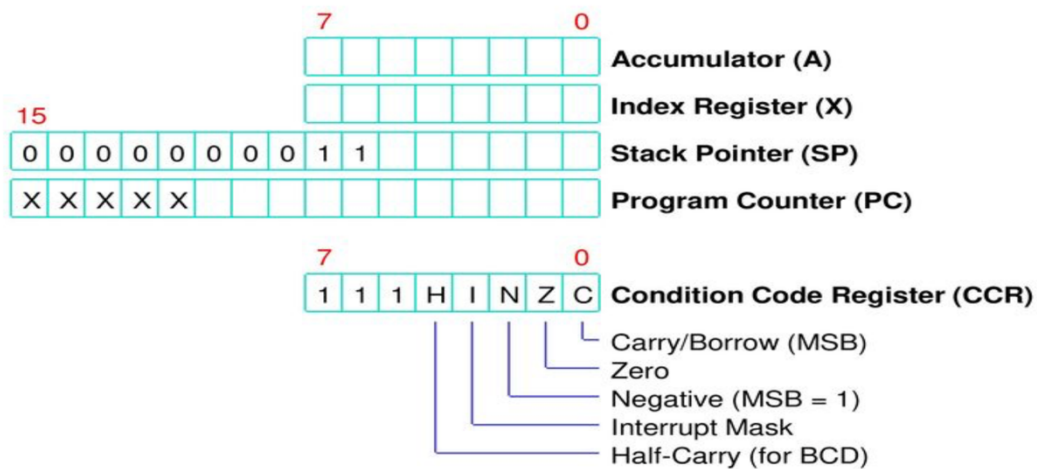 7 0
Accumulator (A)
Index Register (X)
15
0 0 0 0 0 0 0 0 1 1 Stack Pointer (SP)
X X X X X Program Counter (PC)
7 0
1 1 1 H I N Z C Condition Code Register (CCR)
Carry/Borrow (MSB)
Zero
Negative (MSB = 1)
Interrupt Mask
Half-Carry (for BCD)